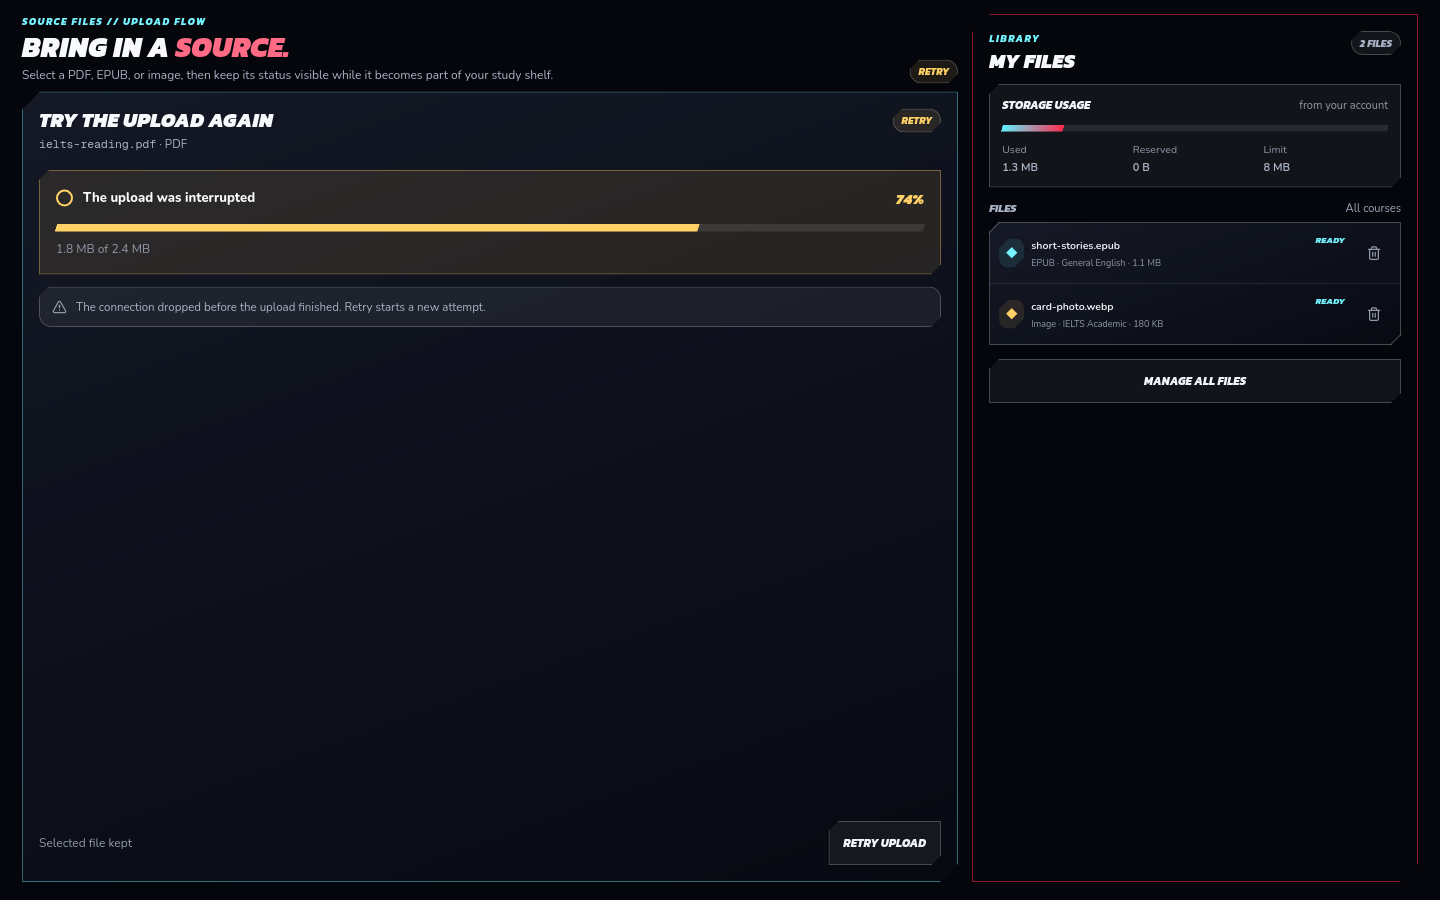 SOURCE FILES // UPLOAD FLOW
BRING IN A SOURCE.
Select a PDF, EPUB, or image, then keep its status visible while it becomes part of your study shelf.
RETRY
TRY THE UPLOAD AGAIN
RETRY
ielts-reading.pdf · PDF
The upload was interrupted
74%
1.8 MB of 2.4 MB
The connection dropped before the upload finished. Retry starts a new attempt.
Selected file kept
RETRY UPLOAD
LIBRARY
MY FILES
2 FILES
STORAGE USAGE
from your account
Used
Reserved
Limit
1.3 MB
0 B
8 MB
FILES
All courses
short-stories.epub
READY
EPUB · General English · 1.1 MB
card-photo.webp
READY
Image · IELTS Academic · 180 KB
MANAGE ALL FILES